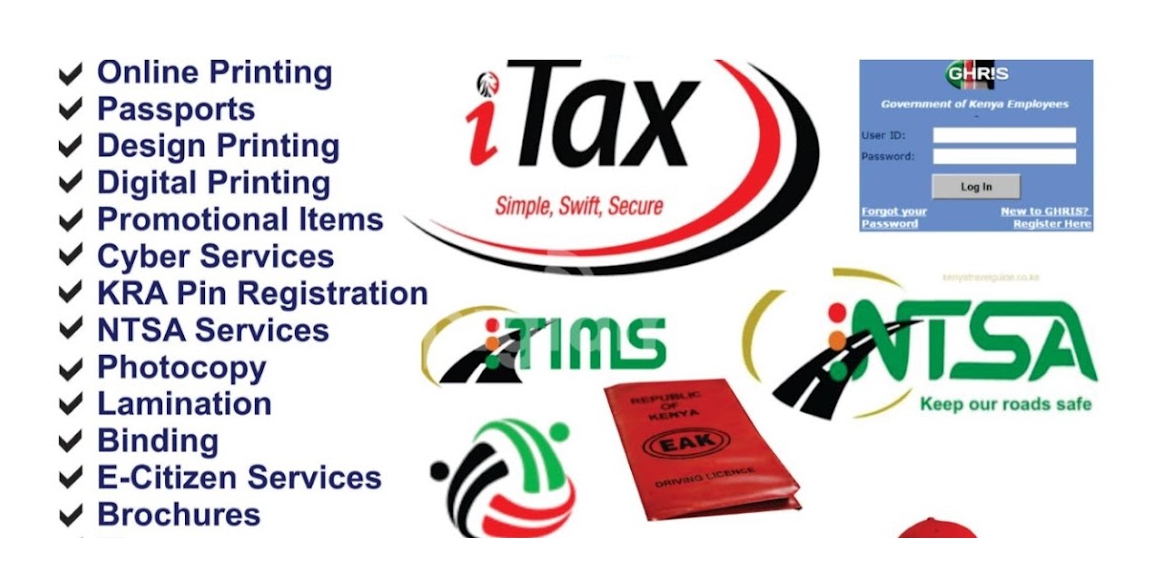 Online Printing
Passports
Design Printing
Digital Printing
Promotional Items
Cyber Services
KRA Pin Registration
NTSA Services
Photocopy
Lamination
Binding
E-Citizen Services
Brochures
iTax
Simple, Swift, Secure
GHRIS
Government of Kenya Employees
User ID:
Password:
Log In
Forgot your
Password
New to GHRIS?
Register Here
TIMS
kenyatravelguide.co.ke
NTSA
Keep our roads safe
REPUBLIC
OF
KENYA
EAK
DRIVING LICENCE